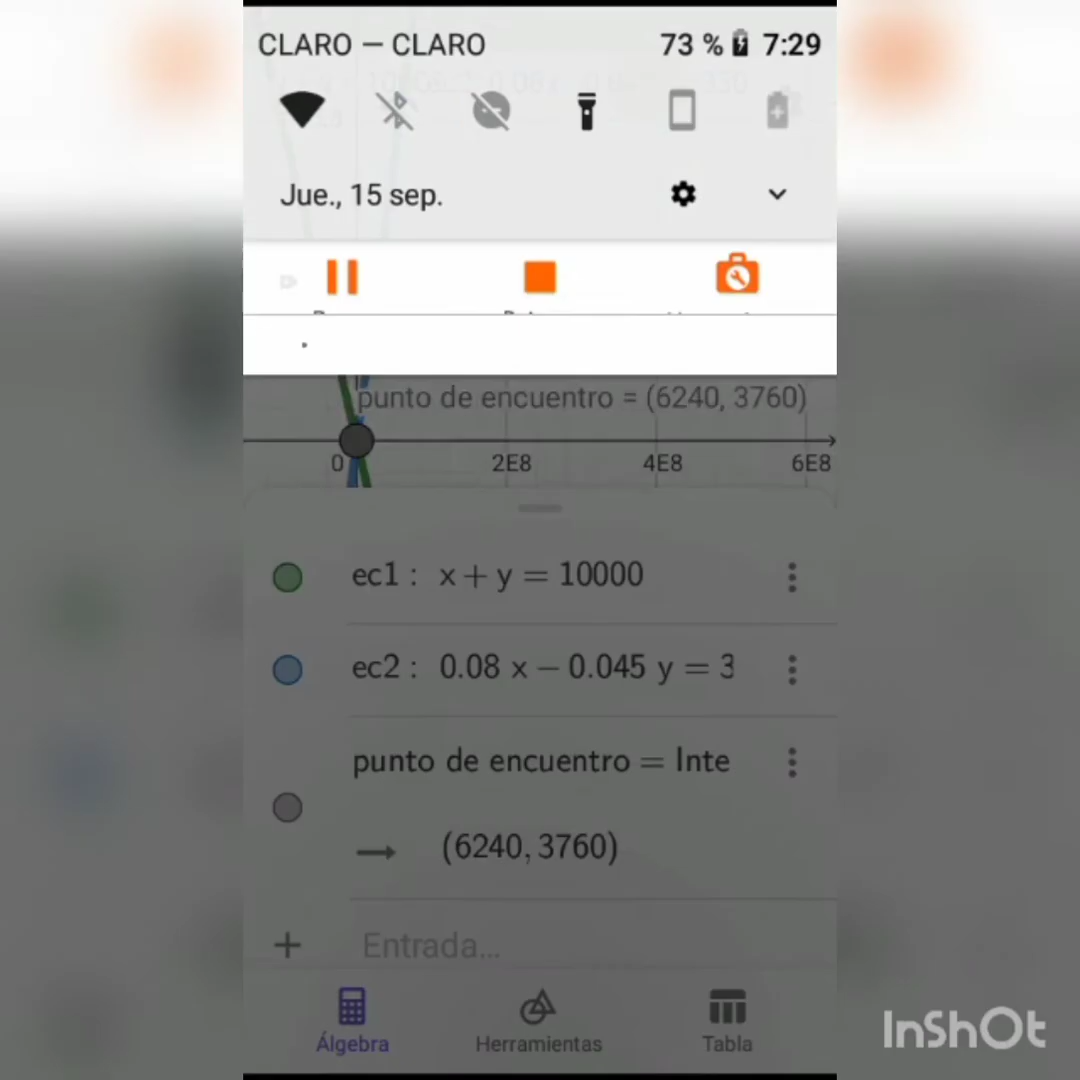 CLARO — CLARO 73 % 7:29
Jue., 15 sep.
punto de encuentro = (6240, 3760)
0 2E8 4E8 6E8
ec1 : x + y = 10000
ec2 : 0.08 x − 0.045 y = 3
punto de encuentro = Inte
→ (6240, 3760)
+ Entrada...
Álgebra Herramientas Tabla
InShOt